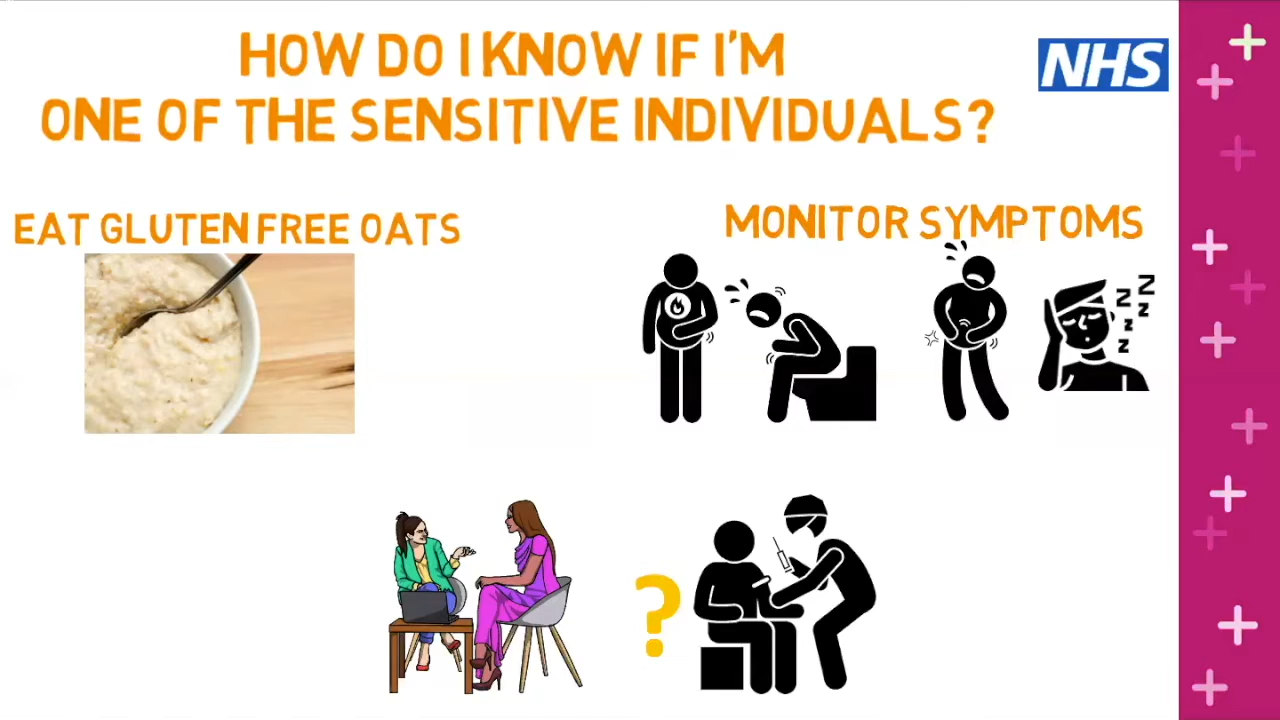 HOW DO I KNOW IF I'M
ONE OF THE SENSITIVE INDIVIDUALS?
NHS
EAT GLUTEN FREE OATS
MONITOR SYMPTOMS
Z
Z
Z
N
N
z
z
?